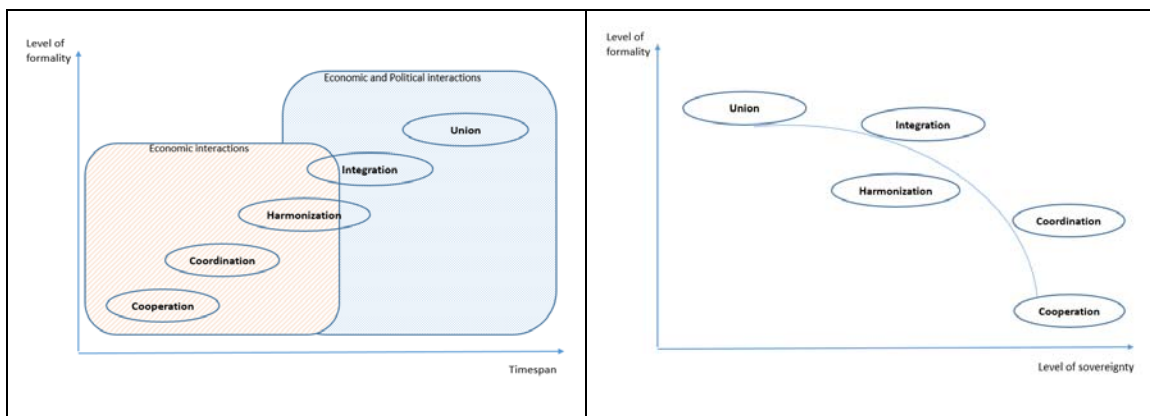 Level of
formality
Economic and Political interactions
Union
Economic interactions
Integration
Harmonization
Coordination
Cooperation
Timespan
Level of
formality
Union
Integration
Harmonization
Coordination
Cooperation
Level of sovereignty